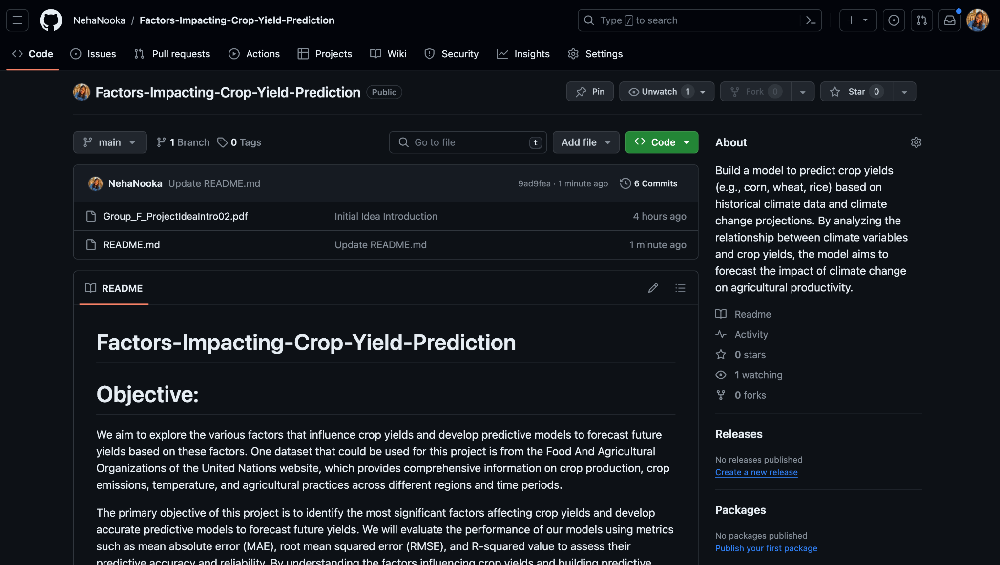 NehaNooka / Factors-Impacting-Crop-Yield-Prediction
Type / to search
Code
Issues
Pull requests
Actions
Projects
Wiki
Security
Insights
Settings
Factors-Impacting-Crop-Yield-Prediction Public
Pin
Unwatch 1
Fork 0
Star 0
main
1 Branch
0 Tags
Go to file t
Add file
Code
NehaNooka Update README.md
9ad9fea · 1 minute ago
6 Commits
Group_F_ProjectIdeaIntro02.pdf Initial Idea Introduction 4 hours ago
README.md Update README.md 1 minute ago
README
Factors-Impacting-Crop-Yield-Prediction
Objective:
We aim to explore the various factors that influence crop yields and develop predictive models to forecast future
yields based on these factors. One dataset that could be used for this project is from the Food And Agricultural
Organizations of the United Nations website, which provides comprehensive information on crop production, crop
emissions, temperature, and agricultural practices across different regions and time periods.
The primary objective of this project is to identify the most significant factors affecting crop yields and develop
accurate predictive models to forecast future yields. We will evaluate the performance of our models using metrics
such as mean absolute error (MAE), root mean squared error (RMSE), and R-squared value to assess their
predictive accuracy and reliability. By understanding the factors influencing crop yields and building predictive
About
Build a model to predict crop yields
(e.g., corn, wheat, rice) based on
historical climate data and climate
change projections. By analyzing the
relationship between climate variables
and crop yields, the model aims to
forecast the impact of climate change
on agricultural productivity.
Readme
Activity
0 stars
1 watching
0 forks
Releases
No releases published
Create a new release
Packages
No packages published
Publish your first package